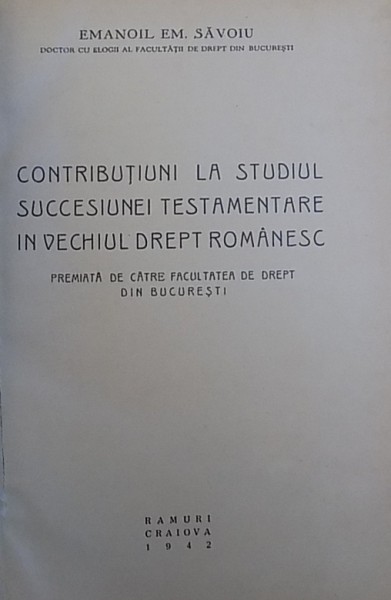 EMANOIL EM. SĂVOIU
DOCTOR CU ELOGII AL FACULTĂȚII DE DREPT DIN BUCUREȘTI
CONTRIBUȚIUNI LA STUDIUL
SUCCESIUNEI TESTAMENTARE
IN VECHIUL DREPT ROMÂNESC
PREMIATĂ DE CĂTRE FACULTATEA DE DREPT
DIN BUCUREȘTI
RAMURI
CRAIOVA
1942